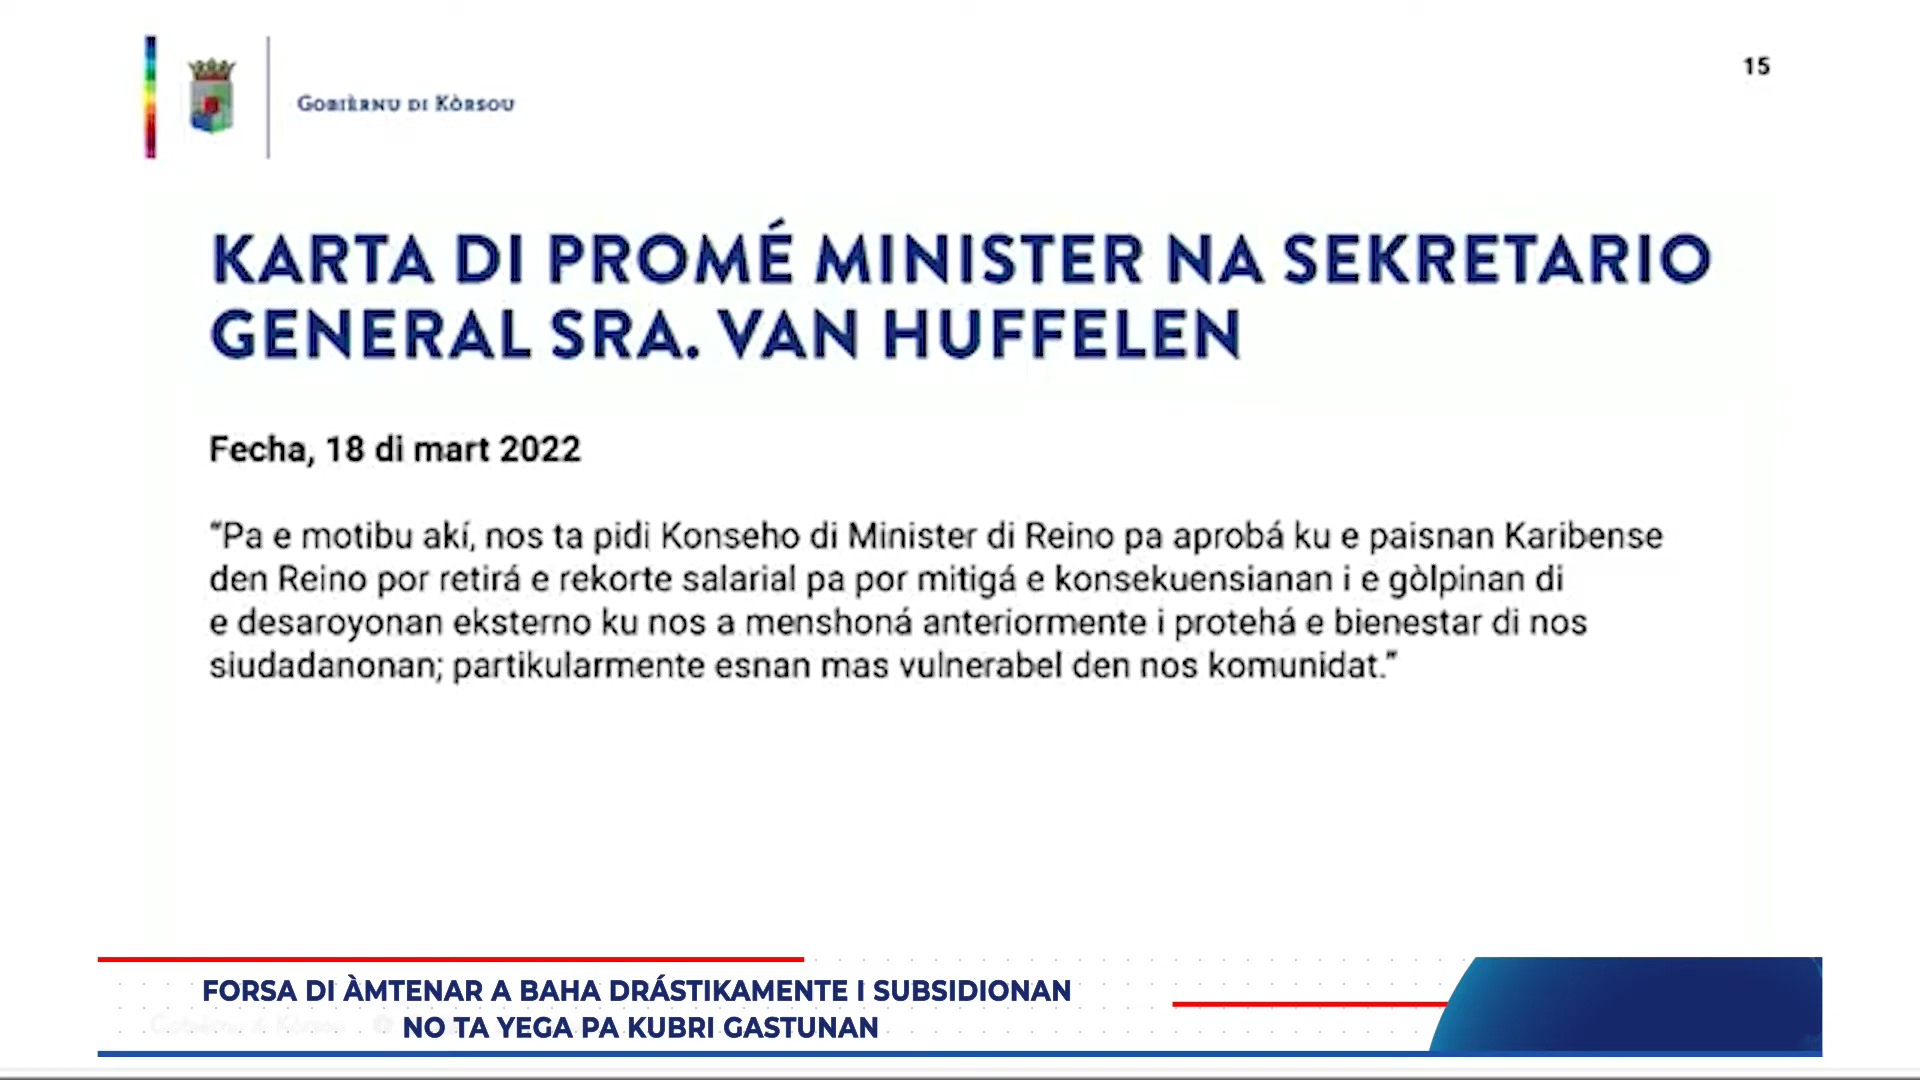 15
GOBIÈRNU DI KÒRSOU
KARTA DI PROMÉ MINISTER NA SEKRETARIO
GENERAL SRA. VAN HUFFELEN
Fecha, 18 di mart 2022
“Pa e motibu akí, nos ta pidi Konseho di Minister di Reino pa aprobá ku e paisnan Karibense
den Reino por retirá e rekorte salarial pa por mitigá e konsekuensianan i e gòlpinan di
e desaroyonan eksterno ku nos a menshoná anteriormente i protehá e bienestar di nos
siudadanonan; partikularmente esnan mas vulnerabel den nos komunidat.”
FORSA DI ÀMTENAR A BAHA DRÁSTIKAMENTE I SUBSIDIONAN
Gobièrnu di Kòrsou
NO TA YEGA PA KUBRI GASTUNAN